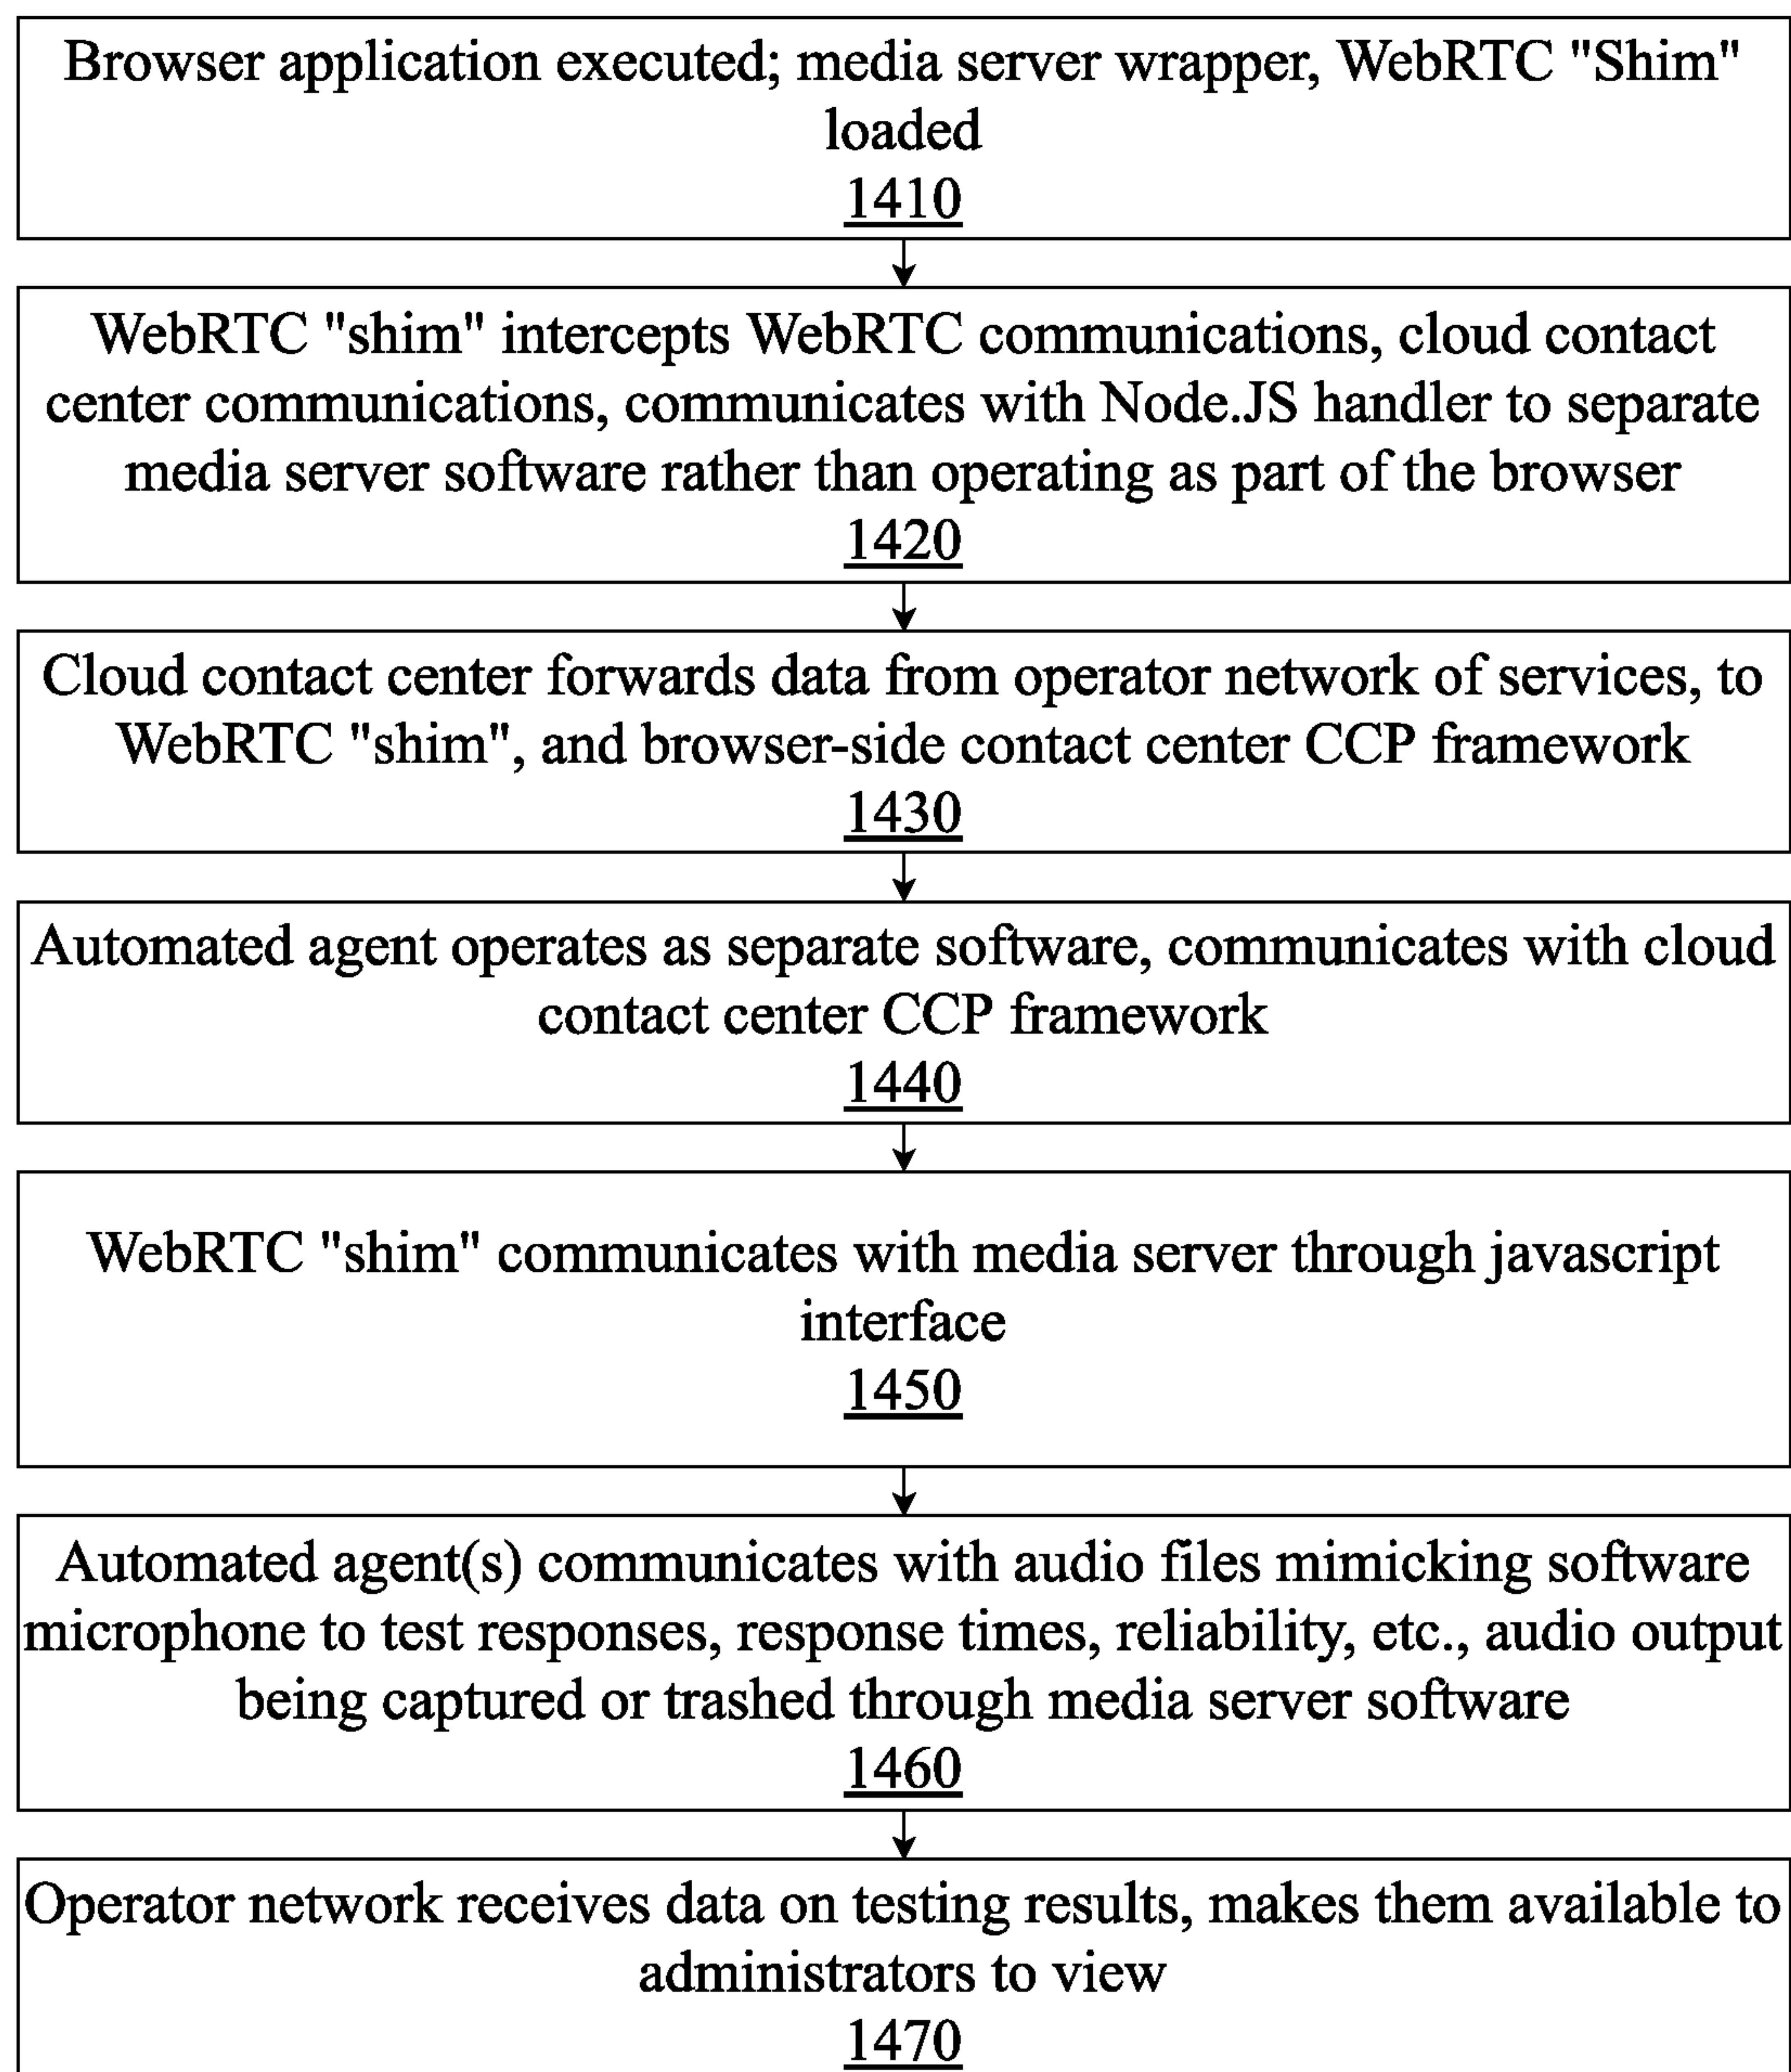 Browser application executed; media server wrapper, WebRTC "Shim"
loaded
1410
WebRTC "shim" intercepts WebRTC communications, cloud contact
center communications, communicates with Node.JS handler to separate
media server software rather than operating as part of the browser
1420
Cloud contact center forwards data from operator network of services, to
WebRTC "shim", and browser-side contact center CCP framework
1430
Automated agent operates as separate software, communicates with cloud
contact center CCP framework
1440
WebRTC "shim" communicates with media server through javascript
interface
1450
Automated agent(s) communicates with audio files mimicking software
microphone to test responses, response times, reliability, etc., audio output
being captured or trashed through media server software
1460
Operator network receives data on testing results, makes them available to
administrators to view
1470